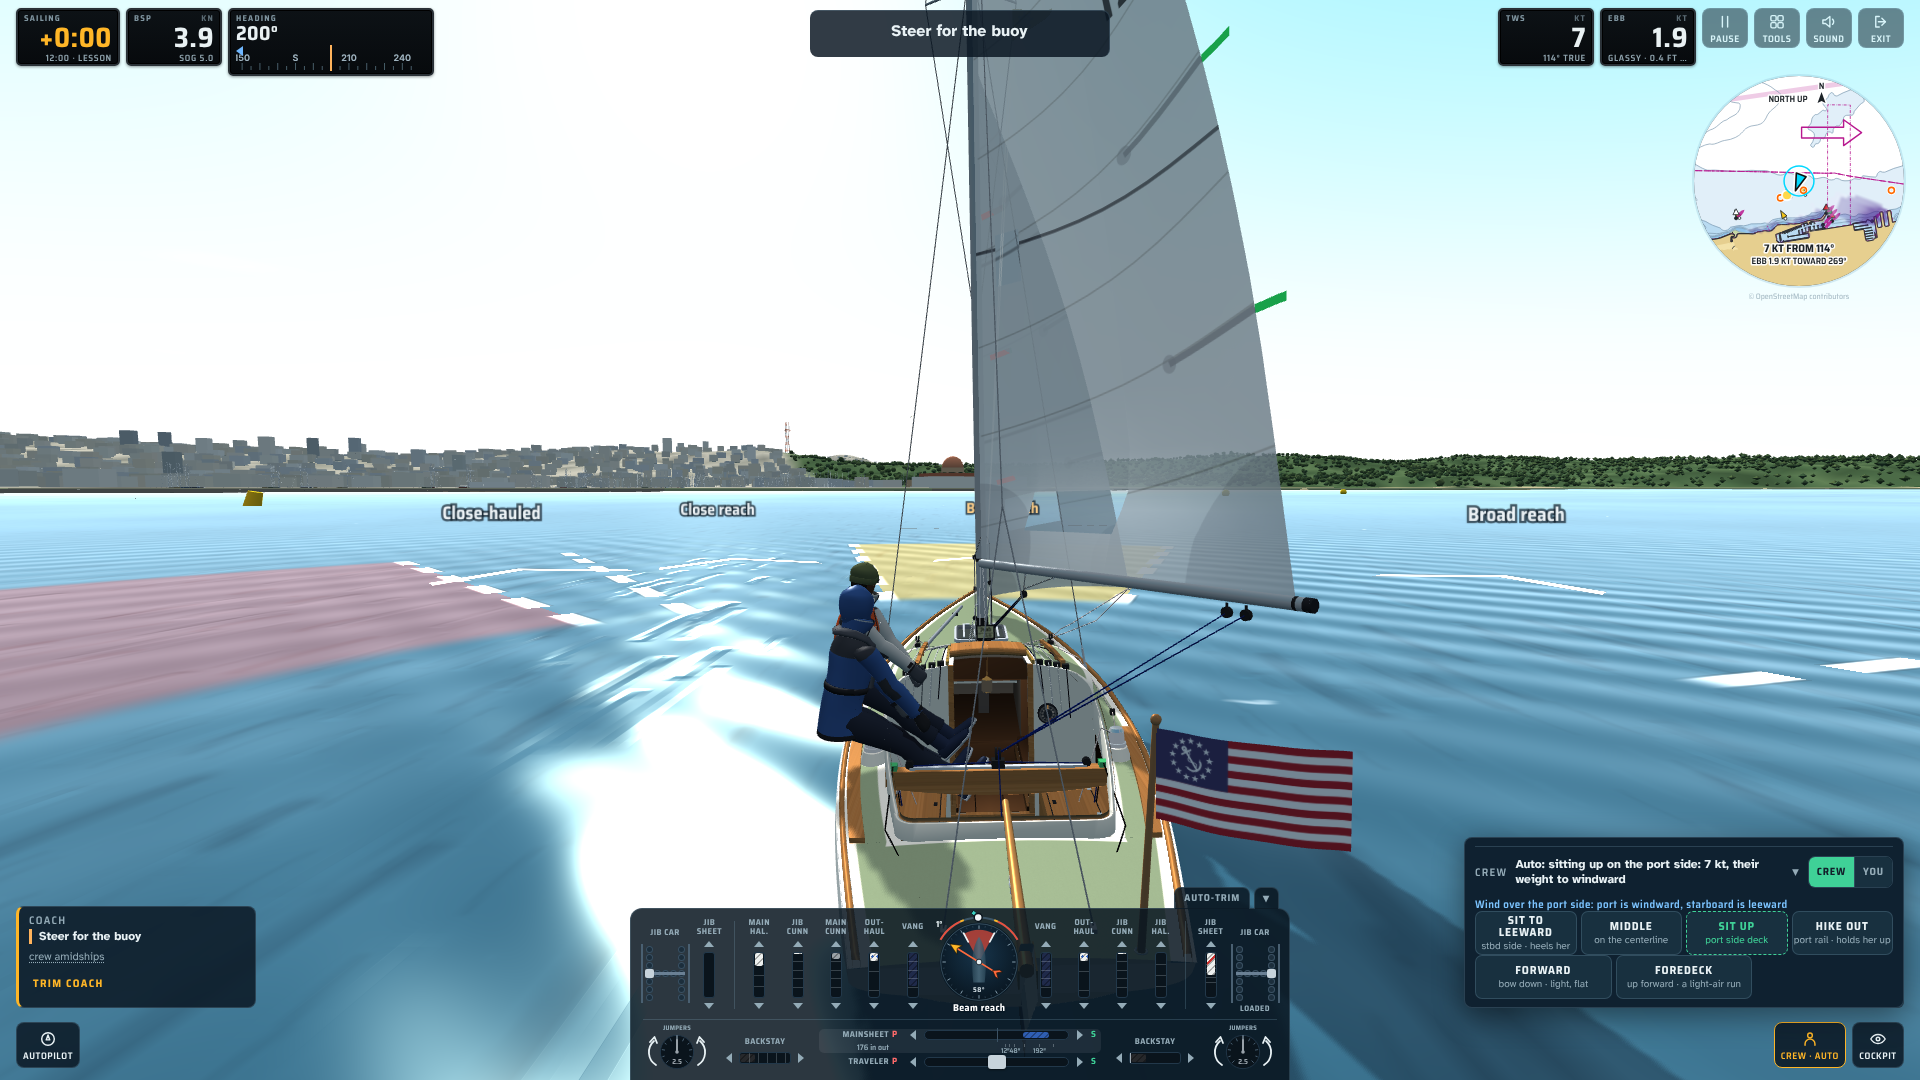 SAILING
+0:00
12:00 · LESSON
BSP KN
3.9
SOG 5.0
HEADING
200°
150 S 210 240
Steer for the buoy
TWS KT
7
114° TRUE
EBB KT
1.9
GLASSY · 0.4 FT ...
PAUSE
TOOLS
SOUND
EXIT
N
NORTH UP
7 KT FROM 114°
EBB 1.9 KT TOWARD 269°
© OpenStreetMap contributors
Close-hauled
Close reach
Broad reach
COACH
Steer for the buoy
crew amidships
TRIM COACH
AUTOPILOT
AUTO-TRIM ▼
JIB CAR
JIB SHEET
MAIN HAL.
JIB CUNN
MAIN CUNN
OUT-HAUL
VANG
58°
Beam reach
VANG
OUT-HAUL
JIB CUNN
JIB HAL.
JIB SHEET
JIB CAR
LOADED
JUMPERS
2.5
BACKSTAY
MAINSHEET P S
176 in out
12°48° 192°
TRAVELER P S
BACKSTAY
JUMPERS
2.5
CREW Auto: sitting up on the port side: 7 kt, their weight to windward ▼ CREW YOU
Wind over the port side: port is windward, starboard is leeward
SIT TO LEEWARD
stbd side · heels her
MIDDLE
on the centerline
SIT UP
port side deck
HIKE OUT
port rail · holds her up
FORWARD
bow down · light, flat
FOREDECK
up forward · a light-air run
CREW · AUTO
COCKPIT